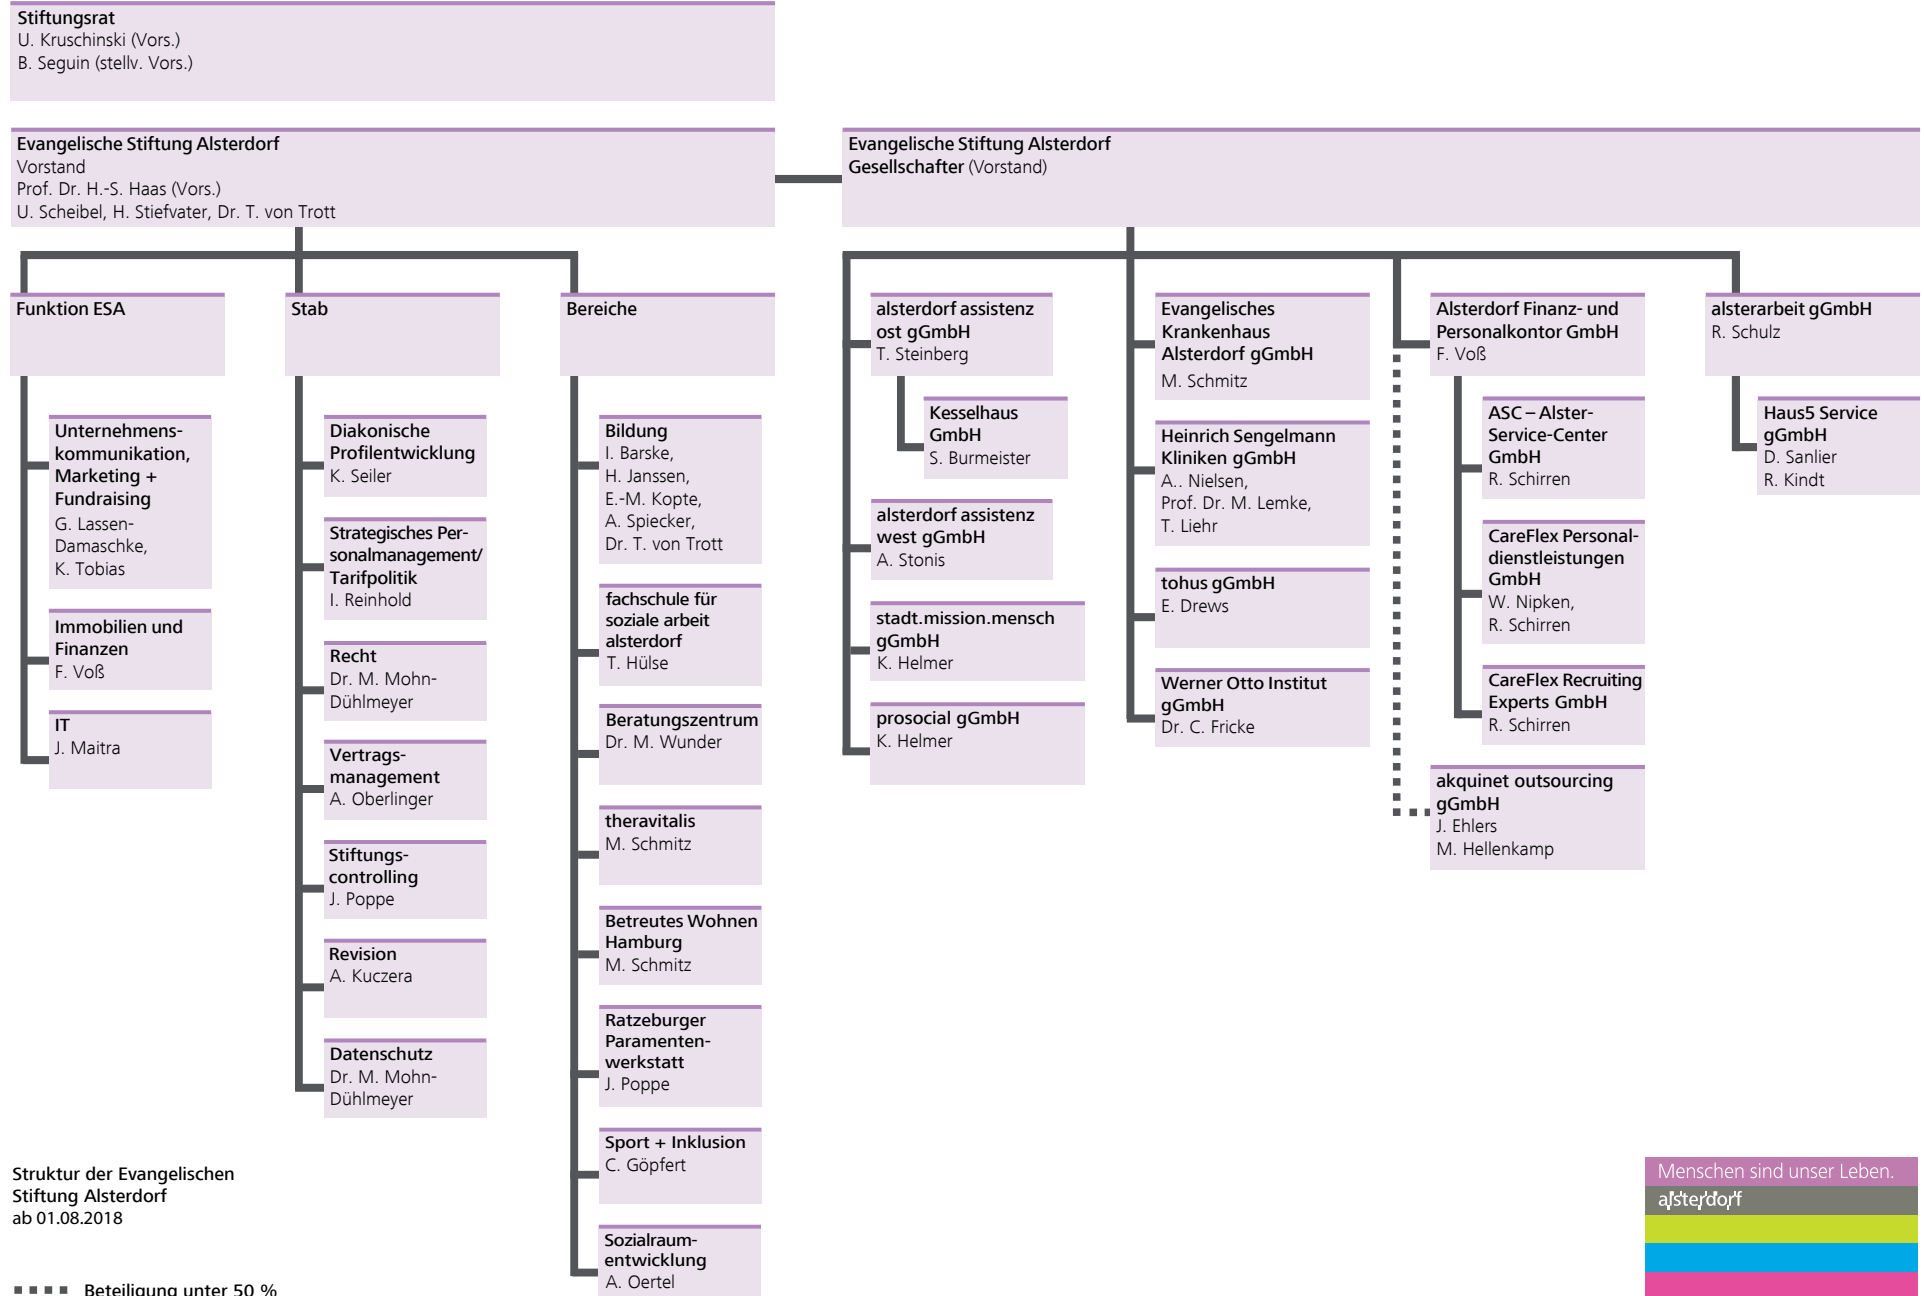 Stiftungsrat
U. Kruschinski (Vors.)
B. Seguin (stellv. Vors.)
Evangelische Stiftung Alsterdorf
Vorstand
Prof. Dr. H.-S. Haas (Vors.)
U. Scheibel, H. Stiefvater, Dr. T. von Trott
Evangelische Stiftung Alsterdorf
Gesellschafter (Vorstand)
Funktion ESA
Unternehmens-
kommunikation,
Marketing +
Fundraising
G. Lassen-
Damaschke,
K. Tobias
Immobilien und
Finanzen
F. Voß
IT
J. Maitra
Stab
Diakonische
Profilentwicklung
K. Seiler
Strategisches Per-
sonalmanagement/
Tarifpolitik
I. Reinhold
Recht
Dr. M. Mohn-
Dühlmeyer
Vertrags-
management
A. Oberlinger
Stiftungs-
controlling
J. Poppe
Revision
A. Kuczera
Datenschutz
Dr. M. Mohn-
Dühlmeyer
Bereiche
Bildung
I. Barske,
H. Janssen,
E.-M. Kopte,
A. Spiecker,
Dr. T. von Trott
fachschule für
soziale arbeit
alsterdorf
T. Hülse
Beratungszentrum
Dr. M. Wunder
theravitalis
M. Schmitz
Betreutes Wohnen
Hamburg
M. Schmitz
Ratzeburger
Paramenten-
werkstatt
J. Poppe
Sport + Inklusion
C. Göpfert
Sozialraum-
entwicklung
A. Oertel
alsterdorf assistenz
ost gGmbH
T. Steinberg
Kesselhaus
GmbH
S. Burmeister
alsterdorf assistenz
west gGmbH
A. Stonis
stadt.mission.mensch
gGmbH
K. Helmer
prosocial gGmbH
K. Helmer
Evangelisches
Krankenhaus
Alsterdorf gGmbH
M. Schmitz
Heinrich Sengelmann
Kliniken gGmbH
A.. Nielsen,
Prof. Dr. M. Lemke,
T. Liehr
tohus gGmbH
E. Drews
Werner Otto Institut
gGmbH
Dr. C. Fricke
Alsterdorf Finanz- und
Personalkontor GmbH
F. Voß
ASC – Alster-
Service-Center
GmbH
R. Schirren
CareFlex Personal-
dienstleistungen
GmbH
W. Nipken,
R. Schirren
CareFlex Recruiting
Experts GmbH
R. Schirren
akquinet outsourcing
gGmbH
J. Ehlers
M. Hellenkamp
alsterarbeit gGmbH
R. Schulz
Haus5 Service
gGmbH
D. Sanlier
R. Kindt
Struktur der Evangelischen
Stiftung Alsterdorf
ab 01.08.2018
Beteiligung unter 50 %
Menschen sind unser Leben.
alsterdorf